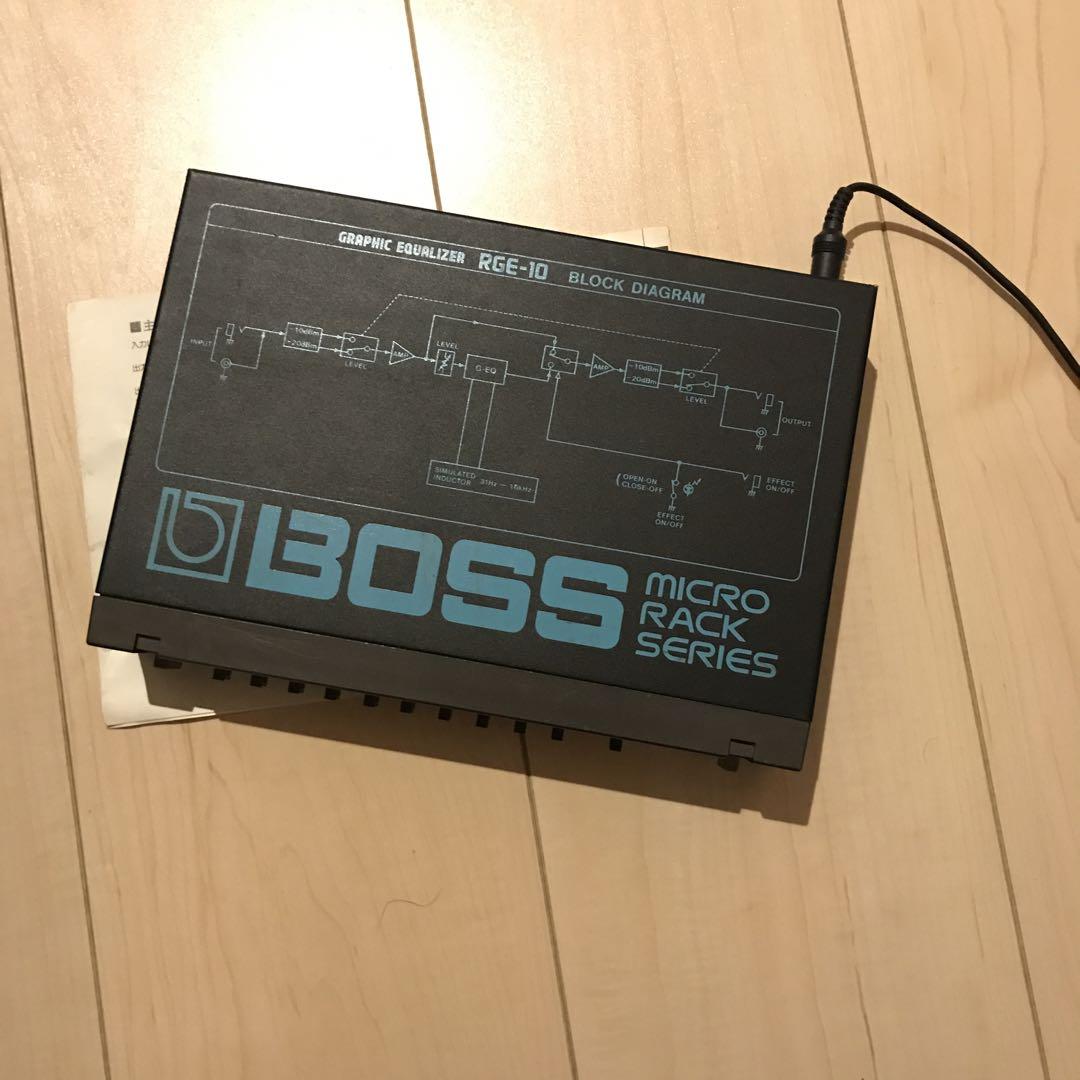 GRAPHIC EQUALIZER RGE-10 BLOCK DIAGRAM
INPUT
-10dBm
-20dBm
LEVEL
AMP
LEVEL
G-EQ
AMP
-10dBm
-20dBm
LEVEL
OUTPUT
SIMULATED
INDUCTOR 31Hz – 16kHz
OPEN-ON
CLOSE-OFF
EFFECT
ON/OFF
EFFECT
ON/OFF
BOSS
MICRO
RACK
SERIES
■主
入力
出力